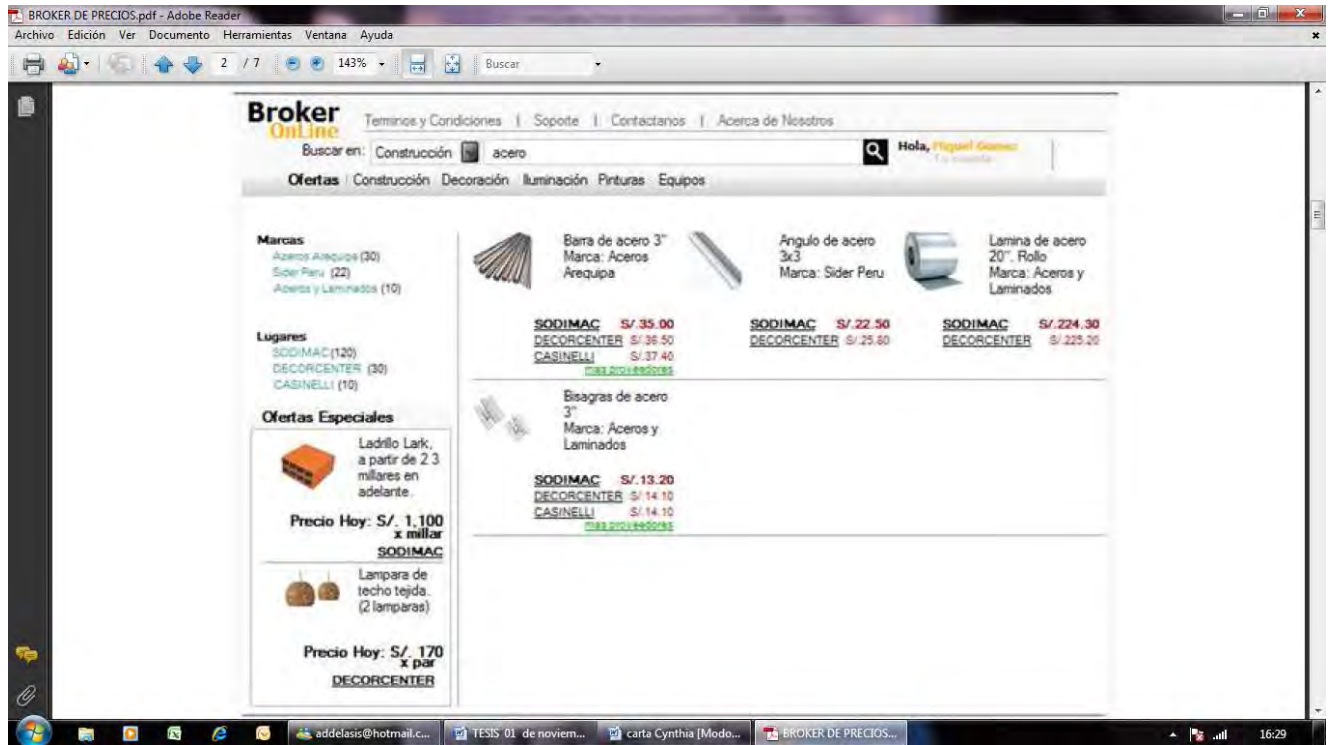 BROKER DE PRECIOS.pdf - Adobe Reader
Archivo Edición Ver Documento Herramientas Ventana Ayuda
2 / 7 143% Buscar
Broker
OnLine
Terminos y Condiciones | Soporte | Contactanos | Acerca de Nosotros
Buscar en: Construcción acero
Hola, Miguel Gomez
Ofertas Construcción Decoración Iluminación Pinturas Equipos
Marcas
Aceros Arequipa (30)
Sider Peru (22)
Aceros y Laminados (10)
Lugares
SODIMAC (120)
DECORCENTER (30)
CASINELLI (10)
Ofertas Especiales
Ladrillo Lark,
a partir de 2 3
millares en
adelante.
Precio Hoy: S/. 1,100
x millar
SODIMAC
Lampara de
techo tejida.
(2 lamparas)
Precio Hoy: S/. 170
x par
DECORCENTER
Barra de acero 3"
Marca: Aceros
Arequipa
SODIMAC S/.35.00
DECORCENTER S/.36.50
CASINELLI S/.37.40
mas proveedores
Angulo de acero
3x3
Marca: Sider Peru
SODIMAC S/.22.50
DECORCENTER S/.25.80
Lamina de acero
20". Rollo
Marca: Aceros y
Laminados
SODIMAC S/.224.30
DECORCENTER S/.225.20
Bisagras de acero
3"
Marca: Aceros y
Laminados
SODIMAC S/.13.20
DECORCENTER S/.14.10
CASINELLI S/.14.10
mas proveedores
addelasis@hotmail.c... TESIS 01 de noviem... carta Cynthia [Modo... BROKER DE PRECIOS... 16:29